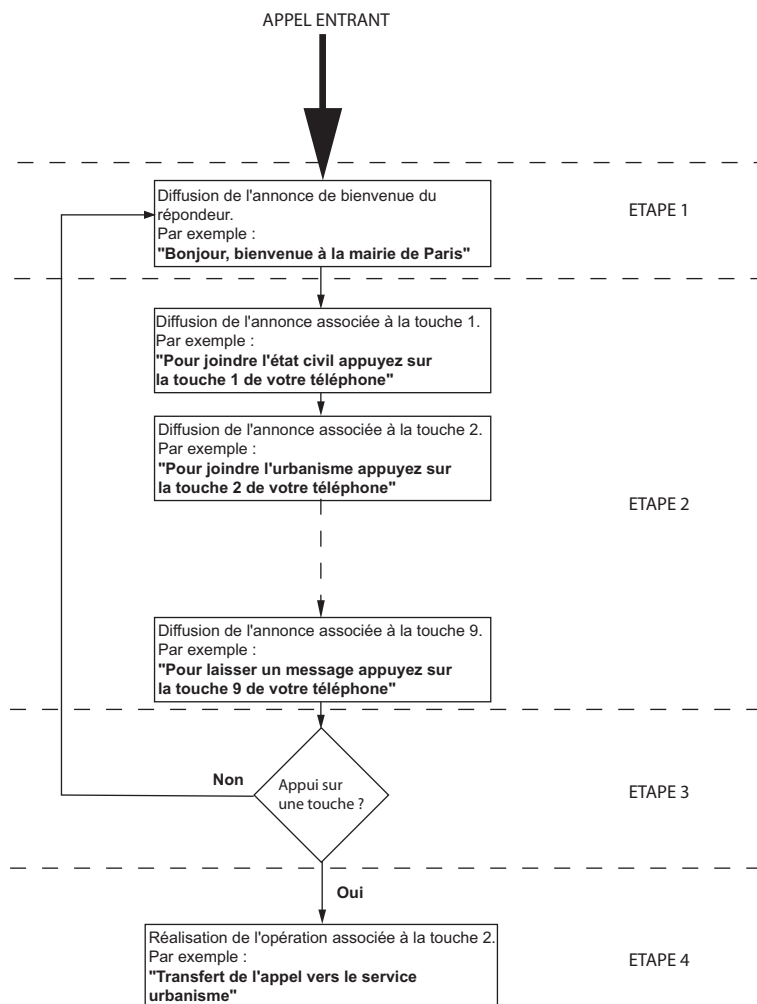 APPEL ENTRANT
Diffusion de l'annonce de bienvenue du
répondeur.
Par exemple :
"Bonjour, bienvenue à la mairie de Paris"
ETAPE 1
Diffusion de l'annonce associée à la touche 1.
Par exemple :
"Pour joindre l'état civil appuyez sur
la touche 1 de votre téléphone"
Diffusion de l'annonce associée à la touche 2.
Par exemple :
"Pour joindre l'urbanisme appuyez sur
la touche 2 de votre téléphone"
ETAPE 2
Diffusion de l'annonce associée à la touche 9.
Par exemple :
"Pour laisser un message appuyez sur
la touche 9 de votre téléphone"
Non
Appui sur
une touche ?
ETAPE 3
Oui
Réalisation de l'opération associée à la touche 2.
Par exemple :
"Transfert de l'appel vers le service
urbanisme"
ETAPE 4